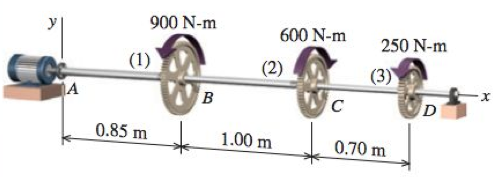 y
900 N-m
600 N-m
250 N-m
(1)
(2)
(3)
x
A
B
C
D
0.85 m
1.00 m
0.70 m